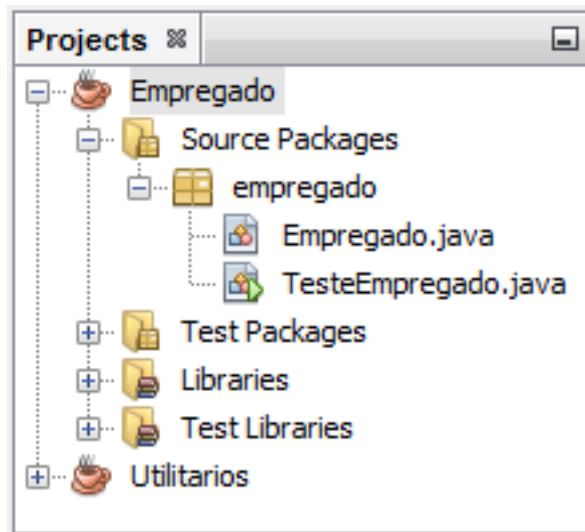 Projects
Empregado
Source Packages
empregado
Empregado.java
TesteEmpregado.java
Test Packages
Libraries
Test Libraries
Utilitarios